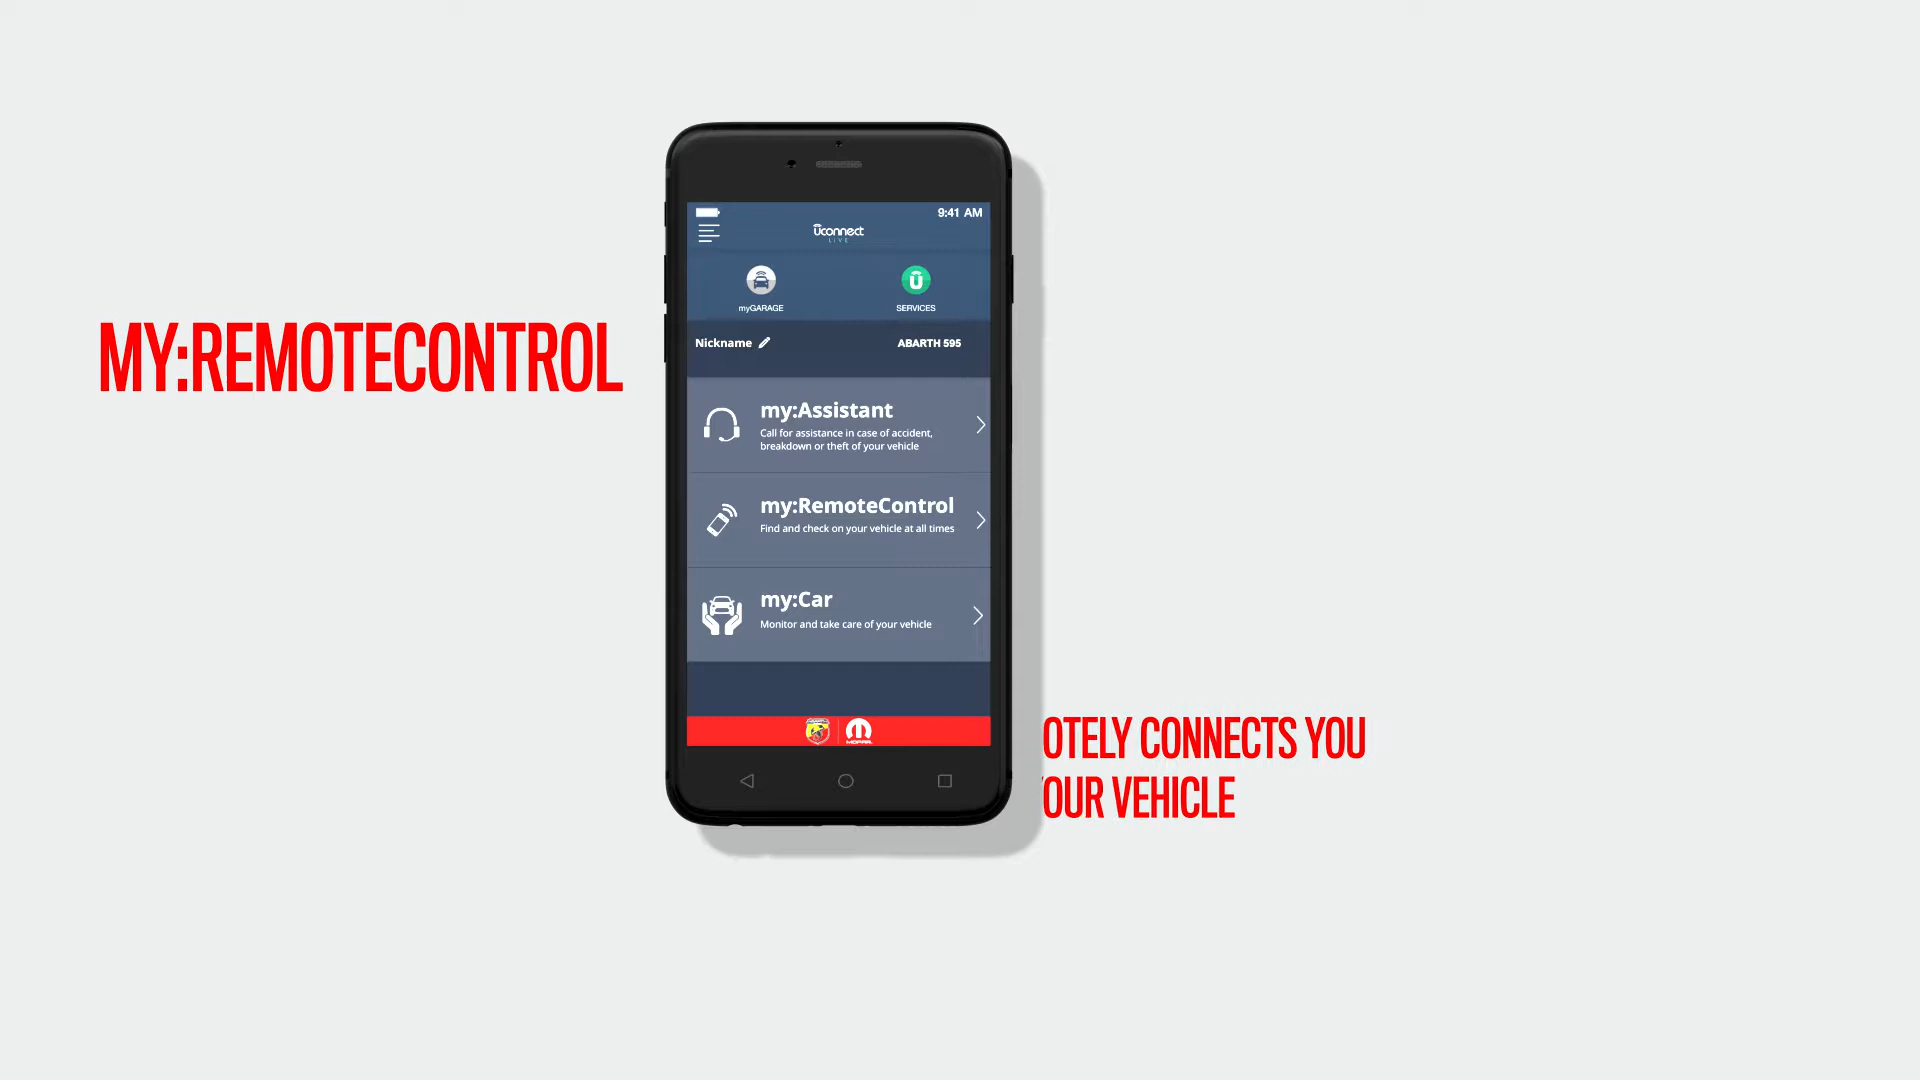 MY:REMOTECONTROL
9:41 AM
uconnect
LIVE
myGARAGE
SERVICES
Nickname
ABARTH 595
my:Assistant
Call for assistance in case of accident,
breakdown or theft of your vehicle
my:RemoteControl
Find and check on your vehicle at all times
my:Car
Monitor and take care of your vehicle
MOPAR
OTELY CONNECTS YOU
OUR VEHICLE